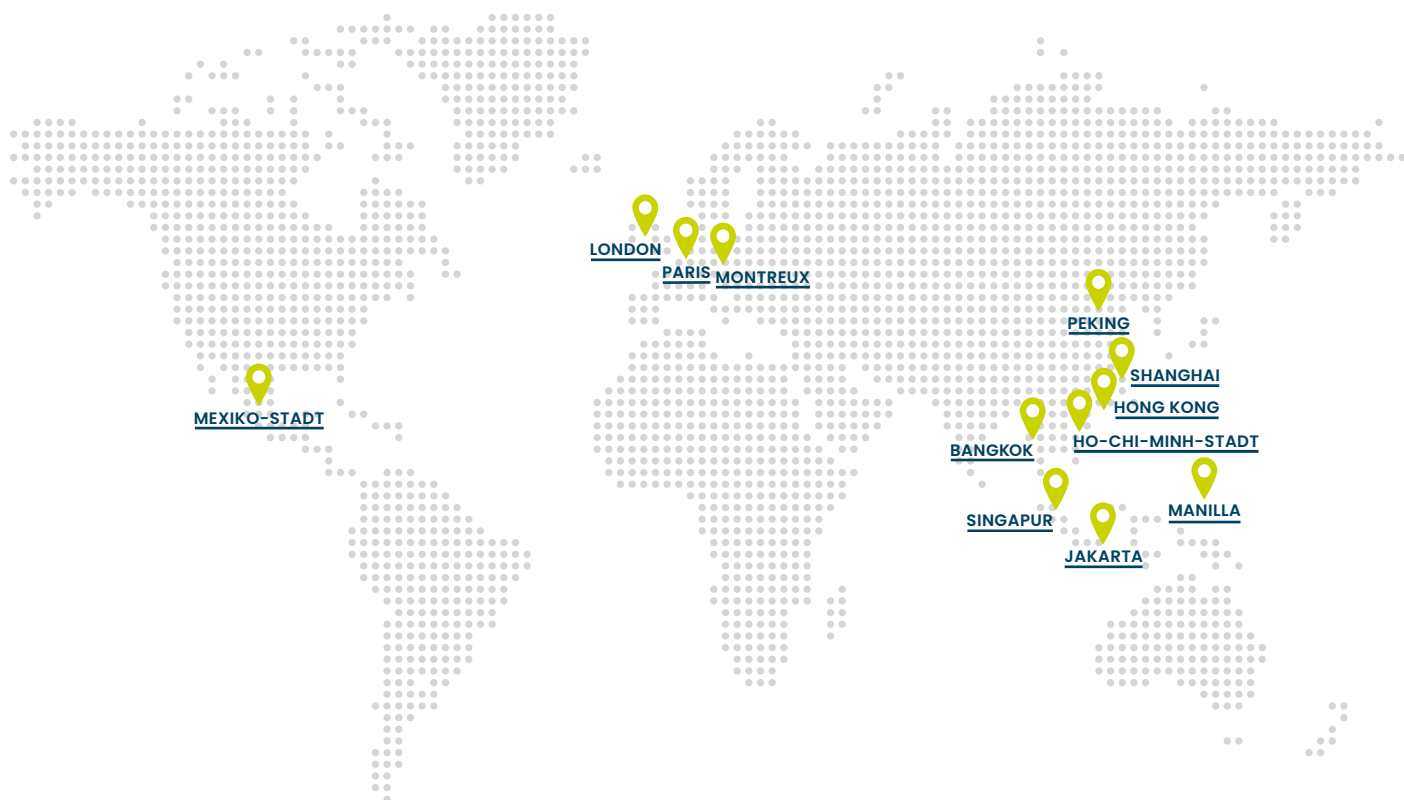 LONDON
PARIS
MONTREUX
PEKING
SHANGHAI
MEXIKO-STADT
HONG KONG
HO-CHI-MINH-STADT
BANGKOK
MANILLA
SINGAPUR
JAKARTA